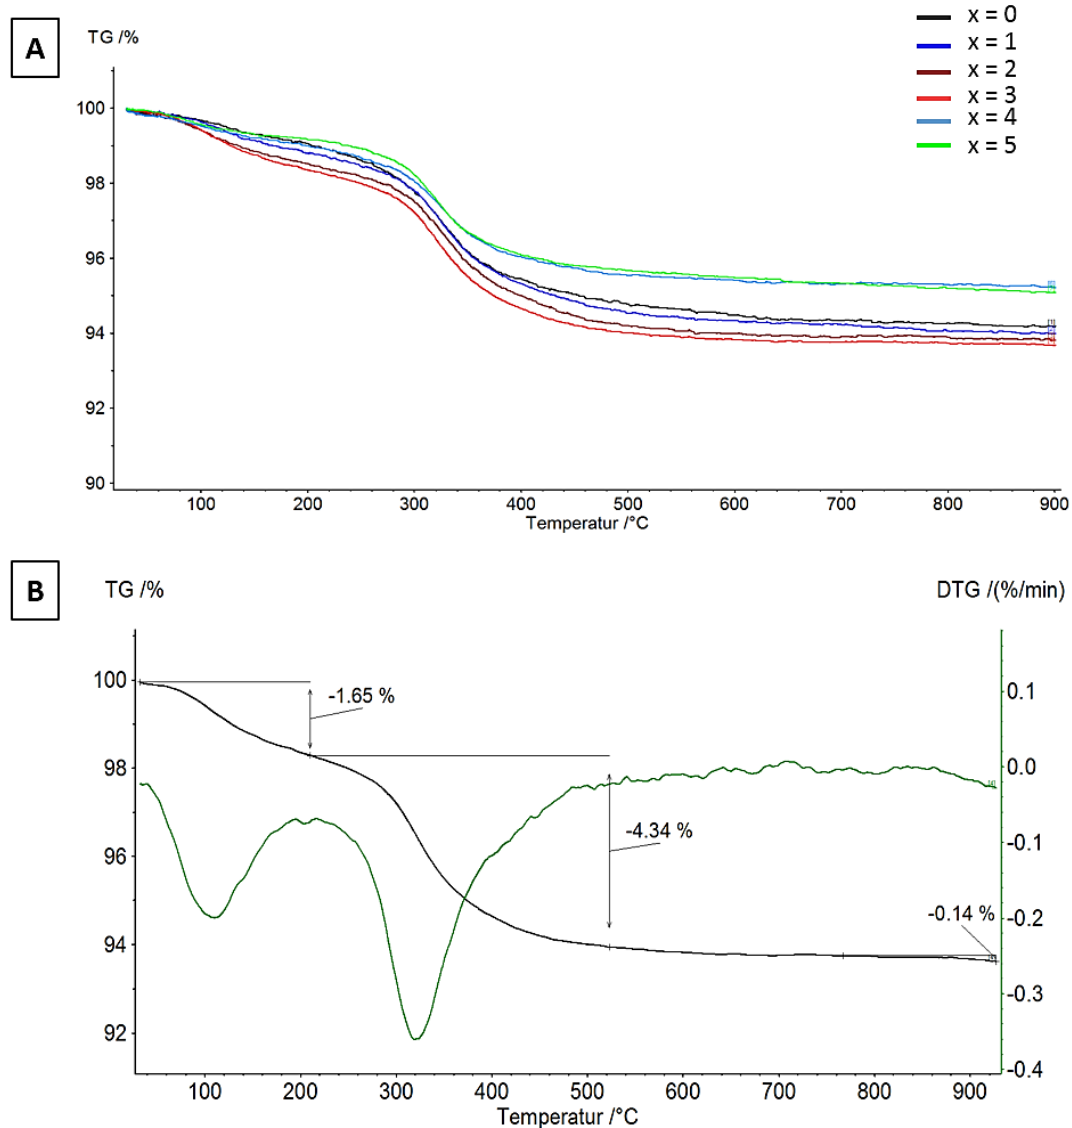 A
TG /%
x = 0
x = 1
x = 2
x = 3
x = 4
x = 5
100
98
96
94
92
90
100 200 300 400 500 600 700 800 900
Temperatur /°C
B
TG /%
DTG /(%/min)
100
98
96
94
92
-1.65 %
-4.34 %
-0.14 %
0.1
0.0
-0.1
-0.2
-0.3
-0.4
100 200 300 400 500 600 700 800 900
Temperatur /°C